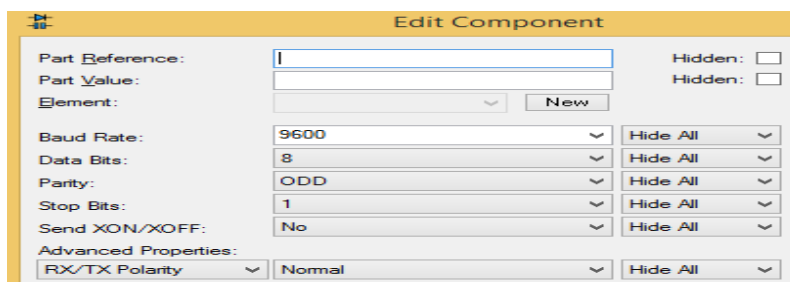 Edit Component
Part Reference: Hidden:
Part Value: Hidden:
Element: New
Baud Rate: 9600 Hide All
Data Bits: 8 Hide All
Parity: ODD Hide All
Stop Bits: 1 Hide All
Send XON/XOFF: No Hide All
Advanced Properties:
RX/TX Polarity Normal Hide All